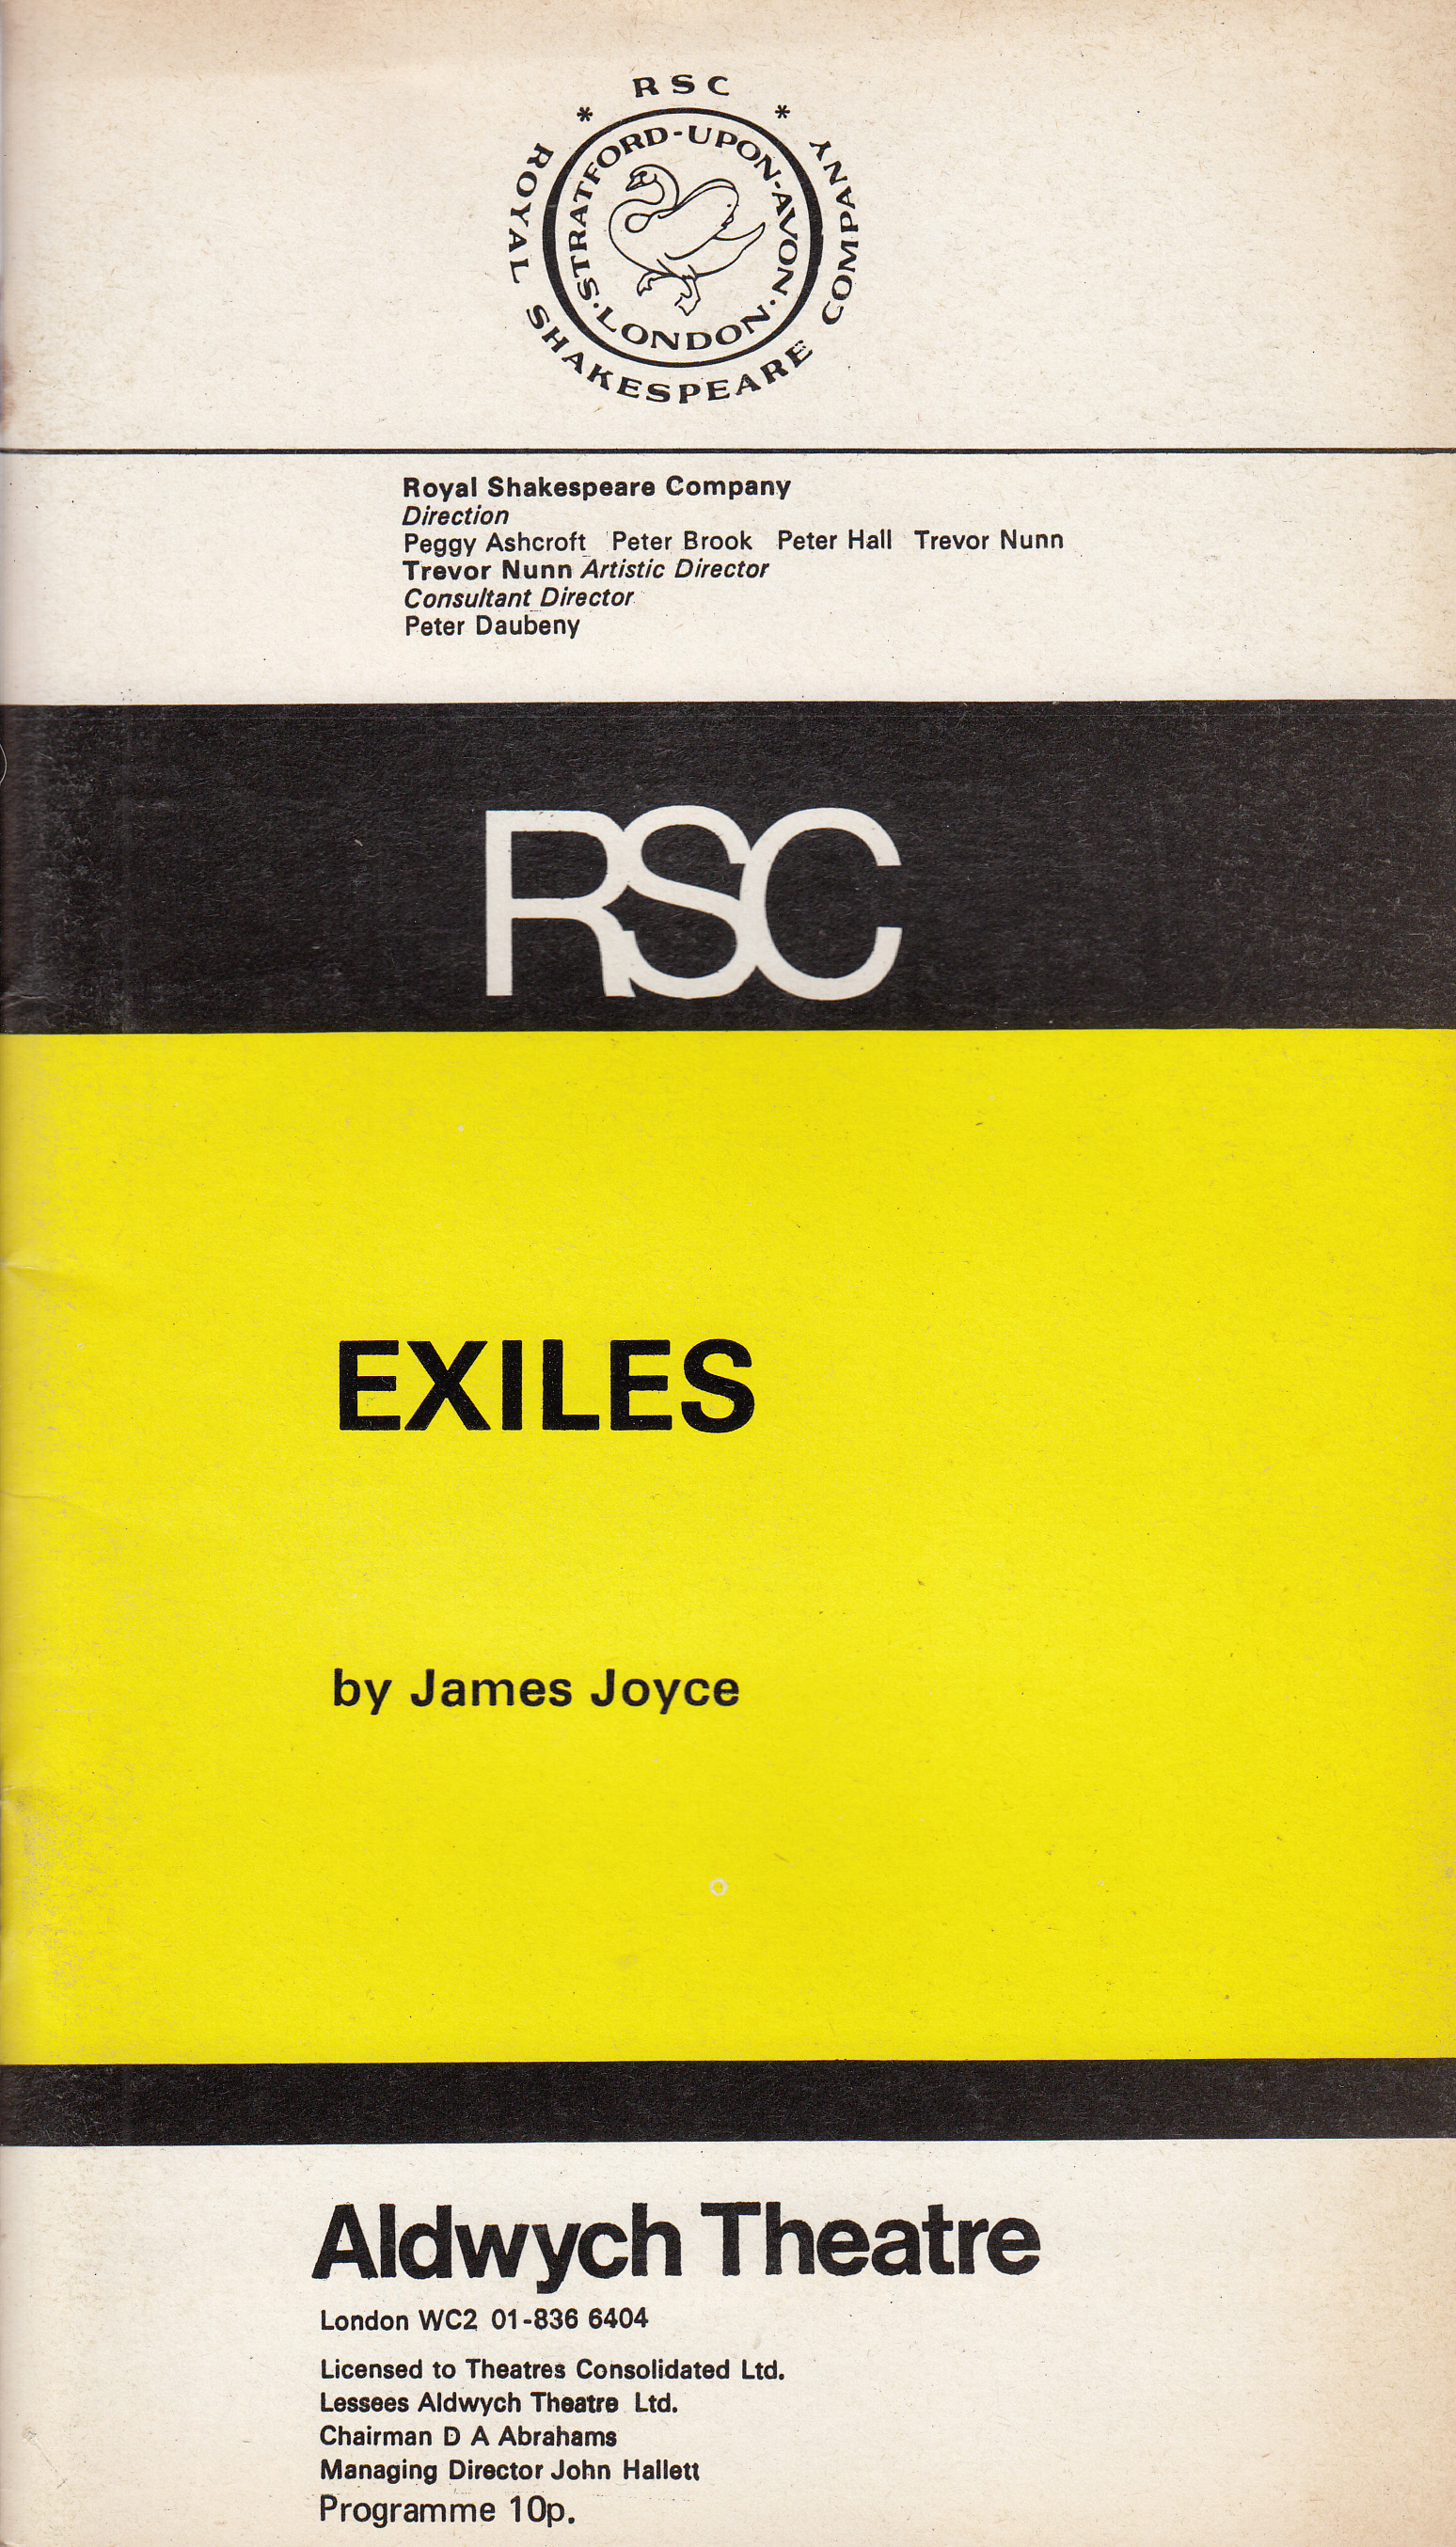 RSC
* *
ROYAL SHAKESPEARE COMPANY
STRATFORD-UPON-AVON·LONDON·
Royal Shakespeare Company
Direction
Peggy Ashcroft Peter Brook Peter Hall Trevor Nunn
Trevor Nunn Artistic Director
Consultant Director
Peter Daubeny
RSC
EXILES
by James Joyce
Aldwych Theatre
London WC2 01-836 6404
Licensed to Theatres Consolidated Ltd.
Lessees Aldwych Theatre Ltd.
Chairman D A Abrahams
Managing Director John Hallett
Programme 10p.